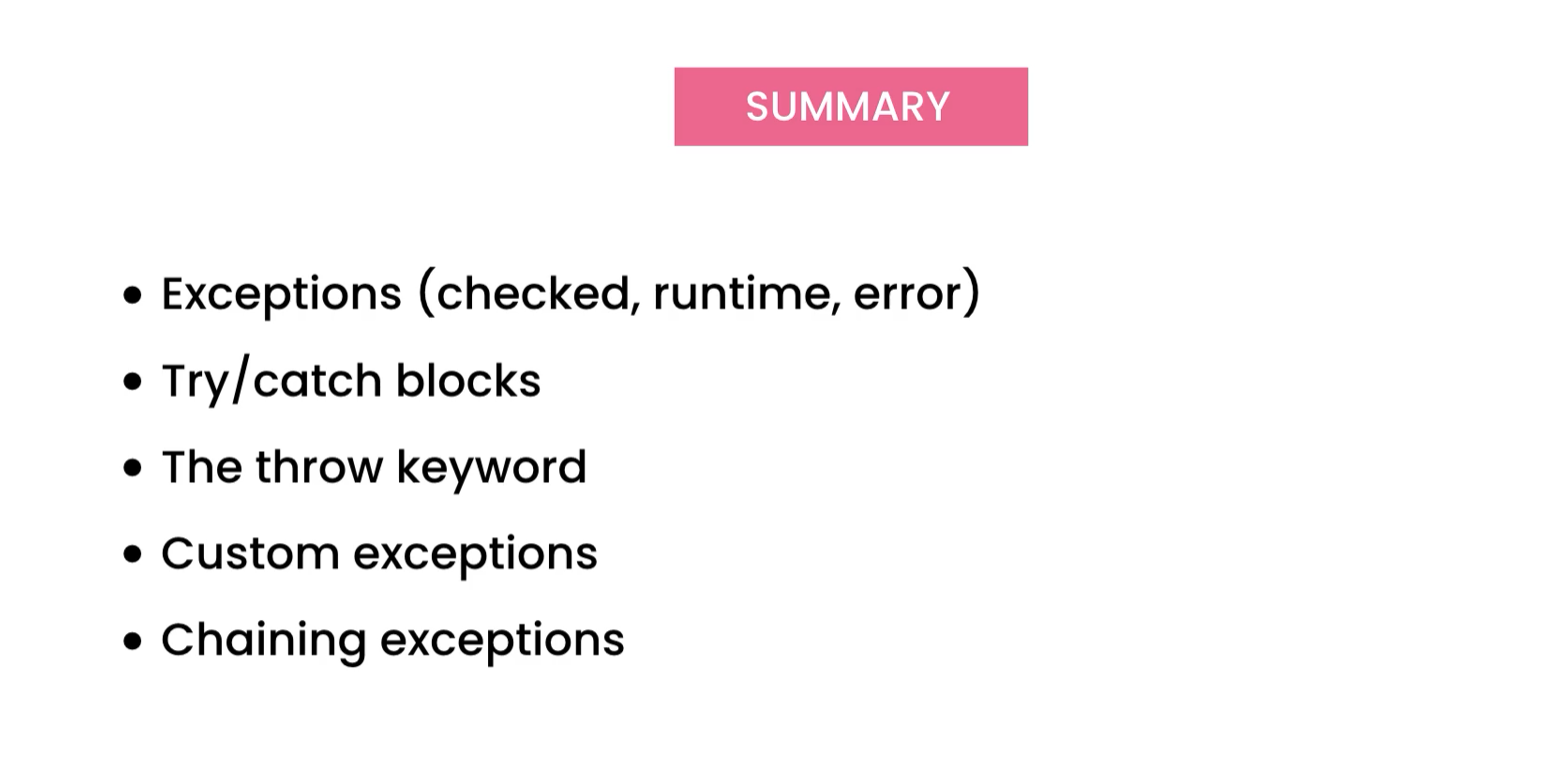 SUMMARY
• Exceptions (checked, runtime, error)
• Try/catch blocks
• The throw keyword
• Custom exceptions
• Chaining exceptions